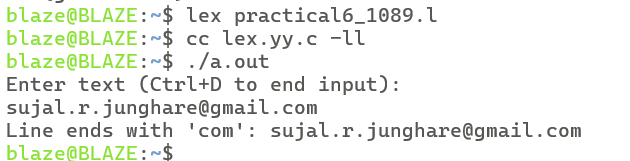 blaze@BLAZE:~$ lex practical6_1089.l
blaze@BLAZE:~$ cc lex.yy.c -ll
blaze@BLAZE:~$ ./a.out
Enter text (Ctrl+D to end input):
sujal.r.junghare@gmail.com
Line ends with 'com': sujal.r.junghare@gmail.com
blaze@BLAZE:~$